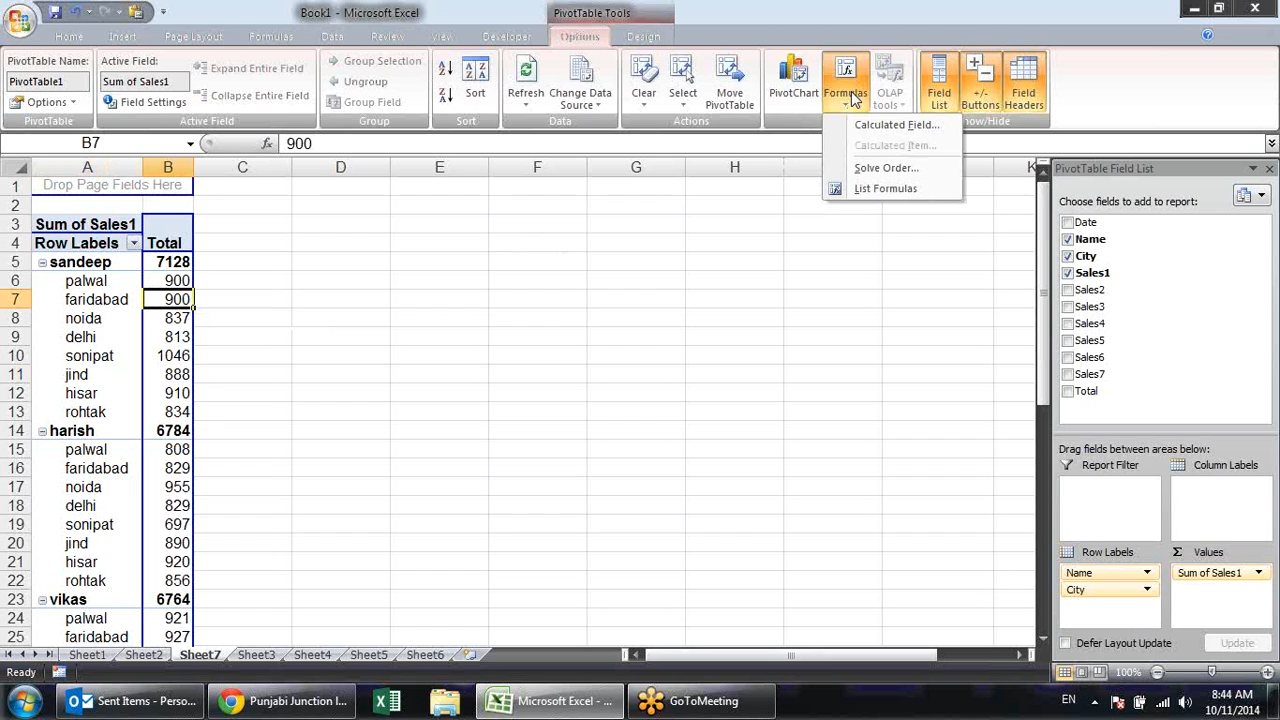 Book1 - Microsoft Excel
PivotTable Tools
Home Insert Page Layout Formulas Data Review View Developer Options Design
PivotTable Name:
PivotTable1
Options
PivotTable
Active Field:
Sum of Sales1
Field Settings
Expand Entire Field
Collapse Entire Field
Active Field
Group Selection
Ungroup
Group Field
Group
Sort
Sort
Refresh
Change Data Source
Data
Clear
Select
Move PivotTable
Actions
PivotChart
Formulas
OLAP tools
Field List
+/- Buttons
Field Headers
how/Hide
Calculated Field...
Calculated Item...
Solve Order...
List Formulas
B7
fx
900
A B C D E F G H K
1 Drop Page Fields Here
2
3 Sum of Sales1
4 Row Labels Total
5 sandeep 7128
6 palwal 900
7 faridabad 900
8 noida 837
9 delhi 813
10 sonipat 1046
11 jind 888
12 hisar 910
13 rohtak 834
14 harish 6784
15 palwal 808
16 faridabad 829
17 noida 955
18 delhi 829
19 sonipat 697
20 jind 890
21 hisar 920
22 rohtak 856
23 vikas 6764
24 palwal 921
25 faridabad 927
PivotTable Field List
Choose fields to add to report:
Date
Name
City
Sales1
Sales2
Sales3
Sales4
Sales5
Sales6
Sales7
Total
Drag fields between areas below:
Report Filter
Column Labels
Row Labels
Σ Values
Name
City
Sum of Sales1
Defer Layout Update
Update
Sheet1 Sheet2 Sheet7 Sheet3 Sheet4 Sheet5 Sheet6
Ready
100%
Sent Items - Perso...
Punjabi Junction I...
Microsoft Excel - ...
GoToMeeting
EN
8:44 AM
10/11/2014